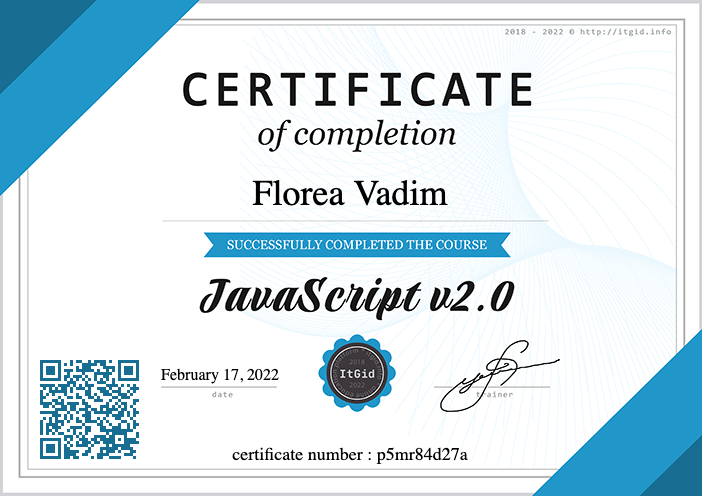 2018 - 2022 © http://itgid.info
CERTIFICATE
of completion
Florea Vadim
SUCCESSFULLY COMPLETED THE COURSE
JavaScript v2.0
February 17, 2022
date
2018
ItGid
2022
trainer
certificate number : p5mr84d27a